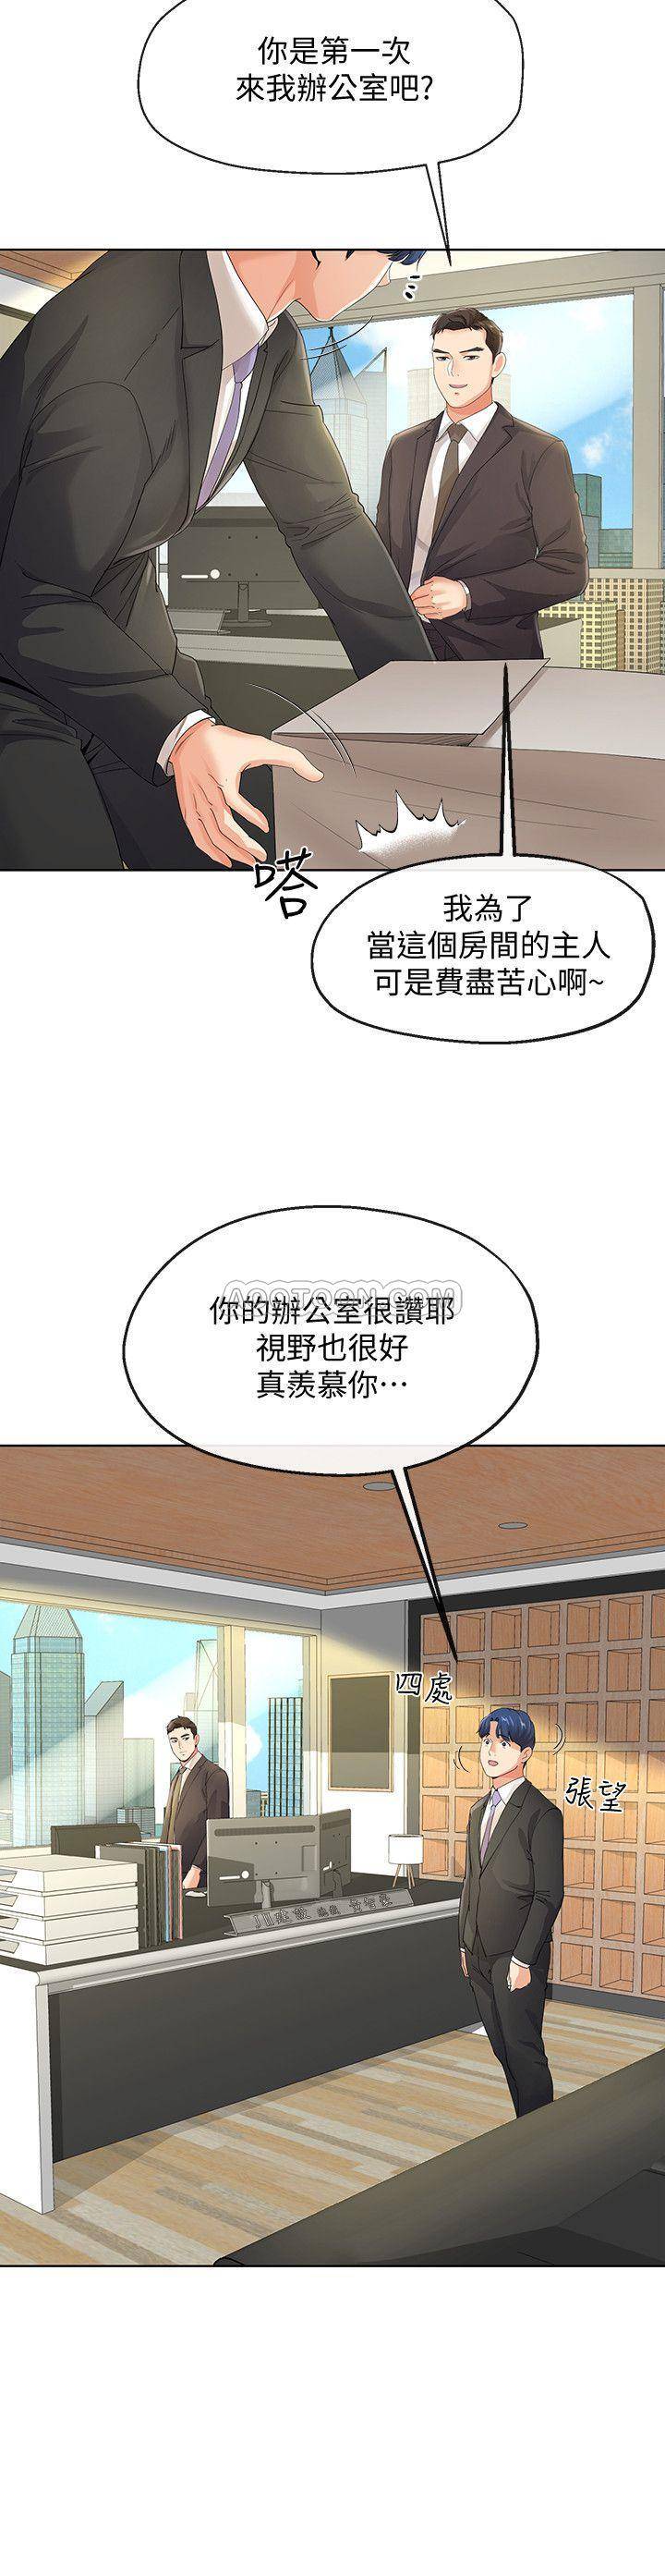 你是第一次
來我辦公室吧?
嗒
我為了
當這個房間的主人
可是費盡苦心啊~
你的辦公室很讚耶
視野也很好
真羨慕你…
四處
張望